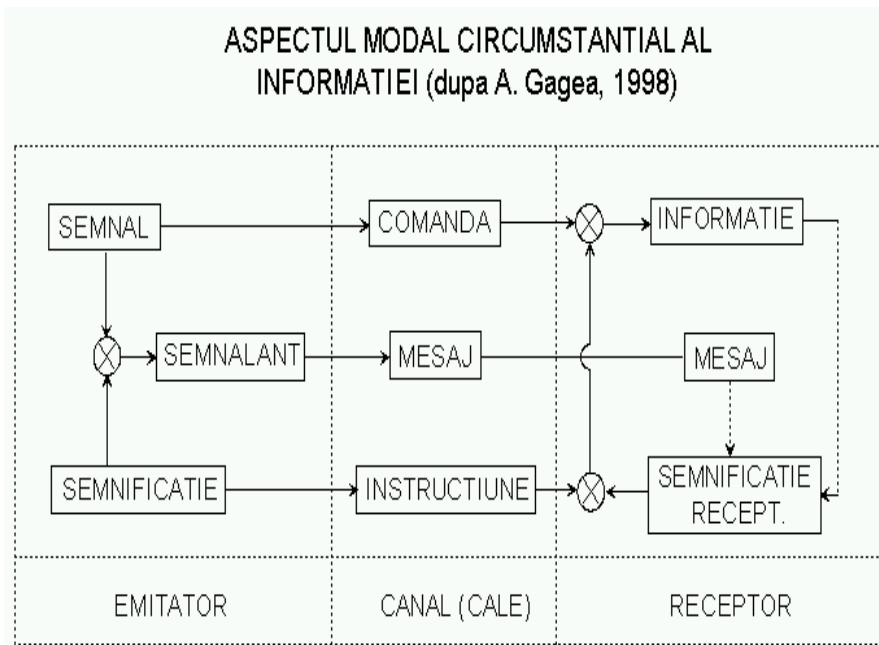 ASPECTUL MODAL CIRCUMSTANTIAL AL
INFORMATIEI (dupa A. Gagea, 1998)
SEMNAL
COMANDA
INFORMATIE
SEMNALANT
MESAJ
MESAJ
SEMNIFICATIE
INSTRUCTIUNE
SEMNIFICATIE
RECEPT.
EMITATOR
CANAL (CALE)
RECEPTOR